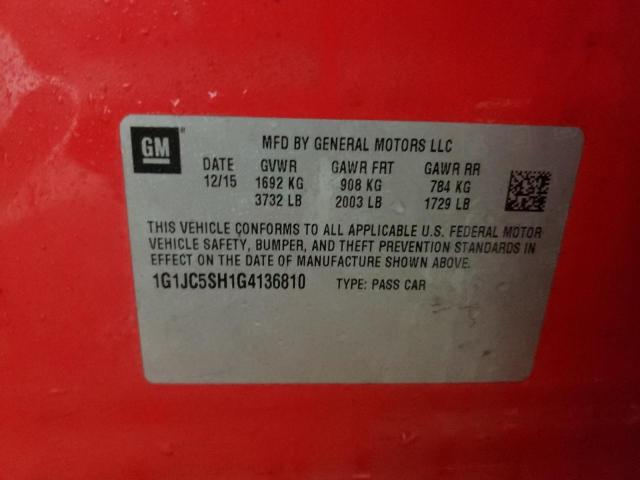 GM ®
MFD BY GENERAL MOTORS LLC
DATE GVWR GAWR FRT GAWR RR
12/15 1692 KG 908 KG 784 KG
3732 LB 2003 LB 1729 LB
THIS VEHICLE CONFORMS TO ALL APPLICABLE U.S. FEDERAL MOTOR
VEHICLE SAFETY, BUMPER, AND THEFT PREVENTION STANDARDS IN
EFFECT ON THE DATE OF MANUFACTURE SHOWN ABOVE.
1G1JC5SH1G4136810 TYPE: PASS CAR